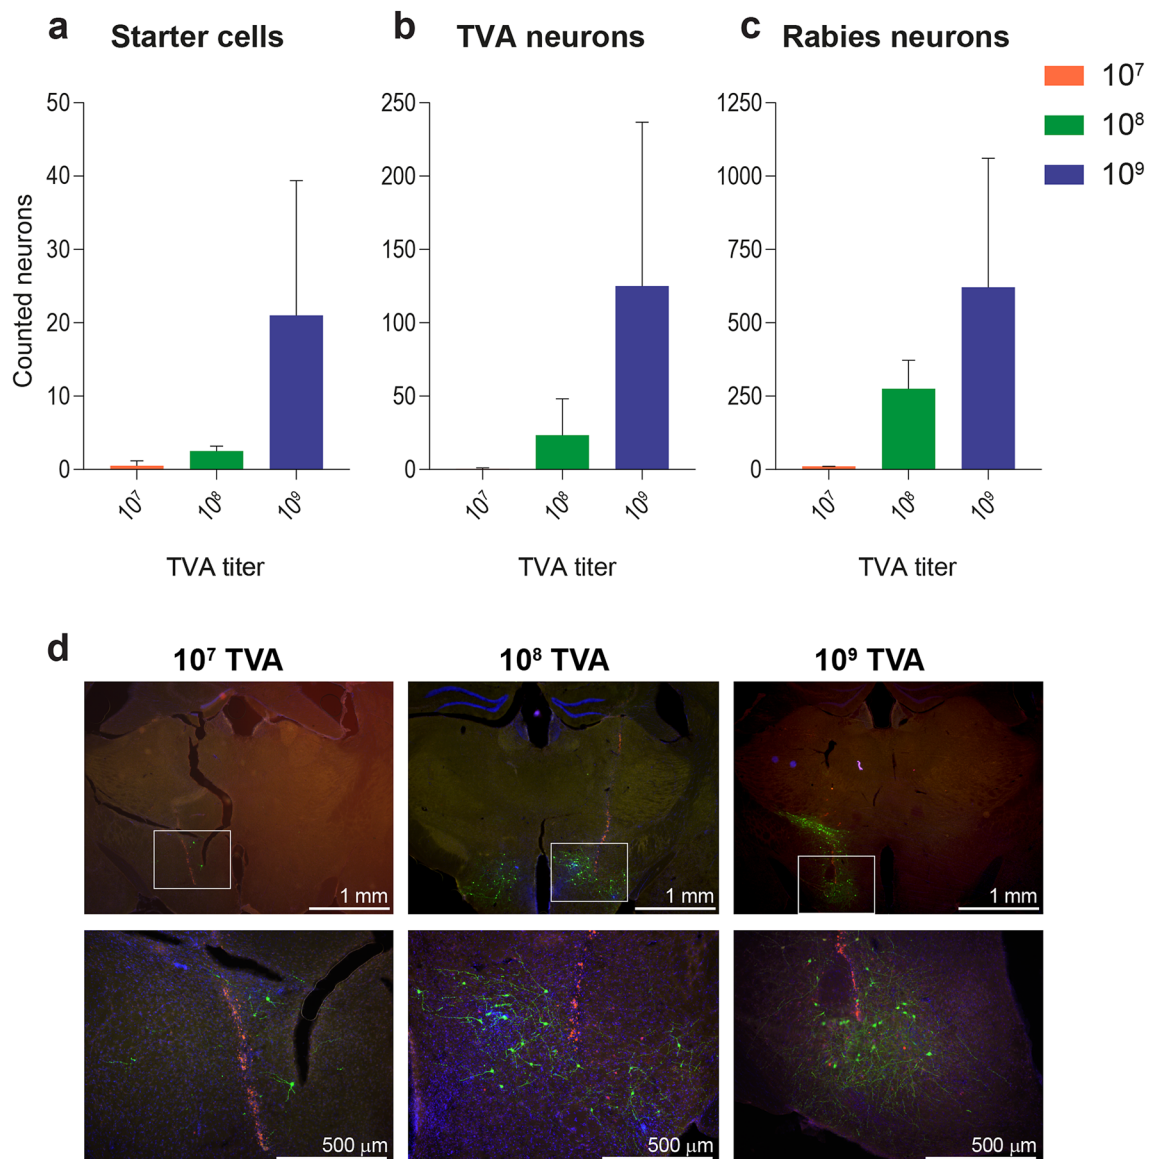 a Starter cells
b TVA neurons
c Rabies neurons
10⁷
10⁸
10⁹
Counted neurons
50
40
30
20
10
0
10⁷ 10⁸ 10⁹
TVA titer
250
200
150
100
50
0
10⁷ 10⁸ 10⁹
TVA titer
1250
1000
750
500
250
0
10⁷ 10⁸ 10⁹
TVA titer
d
10⁷ TVA
10⁸ TVA
10⁹ TVA
1 mm
1 mm
1 mm
500 µm
500 µm
500 µm